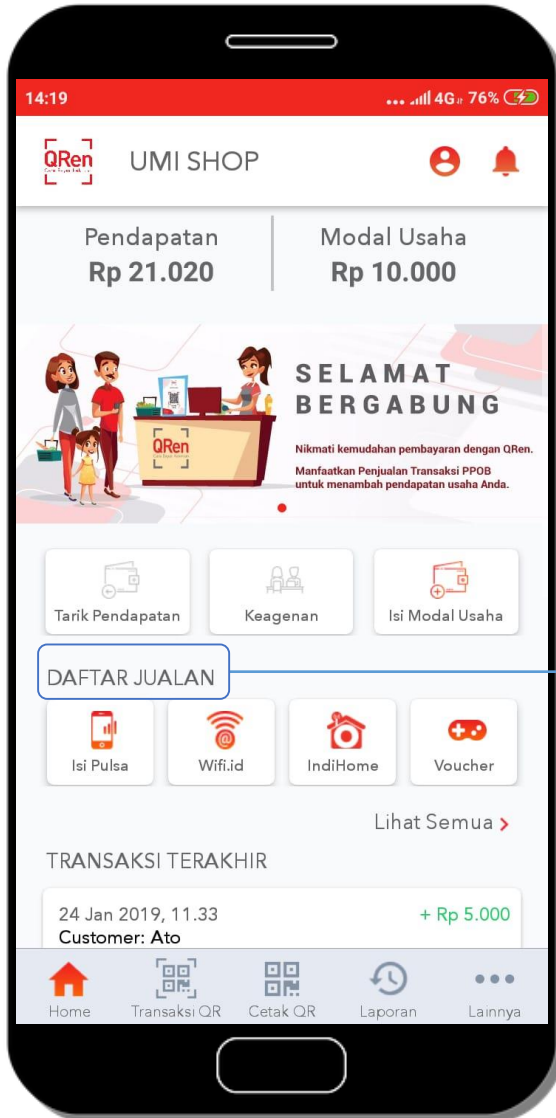 14:19
4G 76%
QRen
UMI SHOP
Pendapatan
Rp 21.020
Modal Usaha
Rp 10.000
SELAMAT
BERGABUNG
Nikmati kemudahan pembayaran dengan QRen.
Manfaatkan Penjualan Transaksi PPOB
untuk menambah pendapatan usaha Anda.
QRen
Tarik Pendapatan
Keagenan
Isi Modal Usaha
DAFTAR JUALAN
Isi Pulsa
Wifi.id
IndiHome
Voucher
Lihat Semua >
TRANSAKSI TERAKHIR
24 Jan 2019, 11.33
+ Rp 5.000
Customer: Ato
Home
Transaksi QR
Cetak QR
Laporan
Lainnya